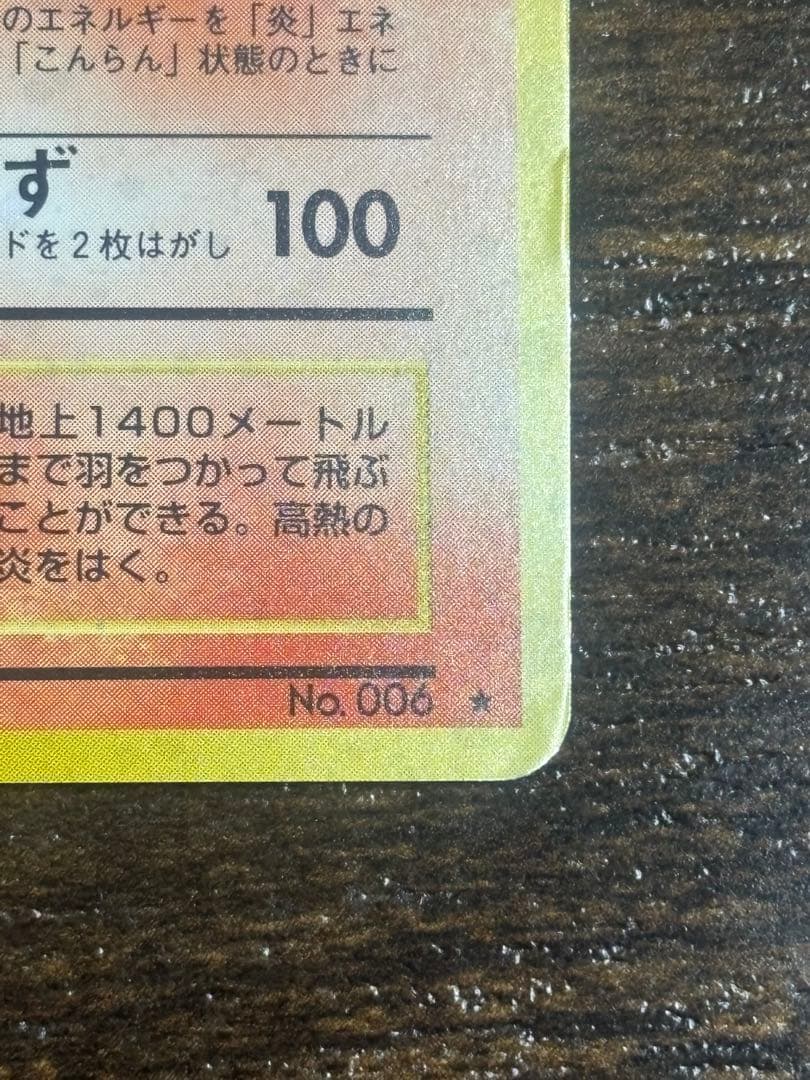 のエネルギーを「炎」エネ
「こんらん」状態のときに
ず
ドを2枚はがし
100
地上1400メートル
まで羽をつかって飛ぶ
ことができる。高熱の
炎をはく。
No. 006 ★